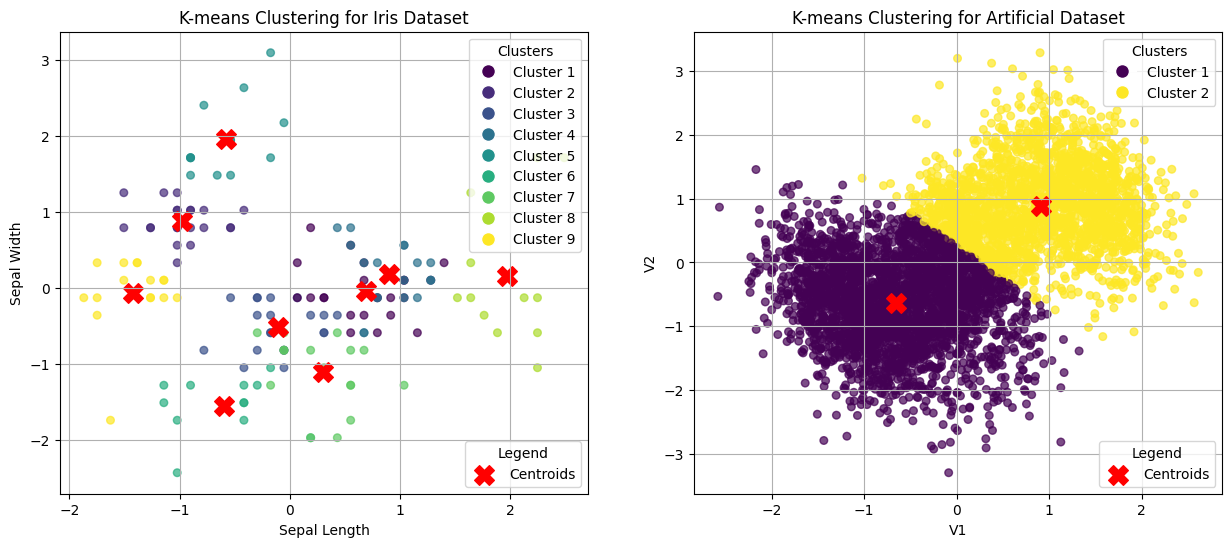 K-means Clustering for Iris Dataset
Clusters
Cluster 1
Cluster 2
Cluster 3
Cluster 4
Cluster 5
Cluster 6
Cluster 7
Cluster 8
Cluster 9
3
2
1
0
−1
−2
Sepal Width
Legend
Centroids
−2 −1 0 1 2
Sepal Length
K-means Clustering for Artificial Dataset
Clusters
Cluster 1
Cluster 2
3
2
1
0
−1
−2
−3
V2
Legend
Centroids
−2 −1 0 1 2
V1